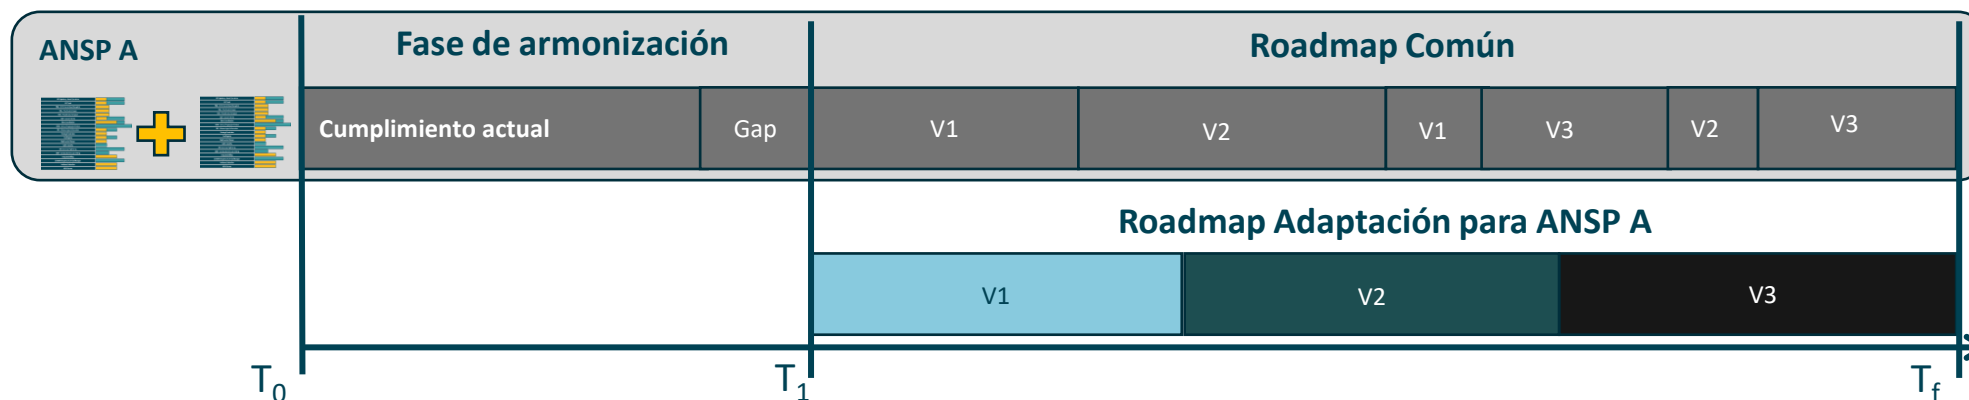 ANSP A
Fase de armonización
Roadmap Común
Cumplimiento actual
Gap
V1
V2
V1
V3
V2
V3
Roadmap Adaptación para ANSP A
V1
V2
V3
T0
T1
Tf